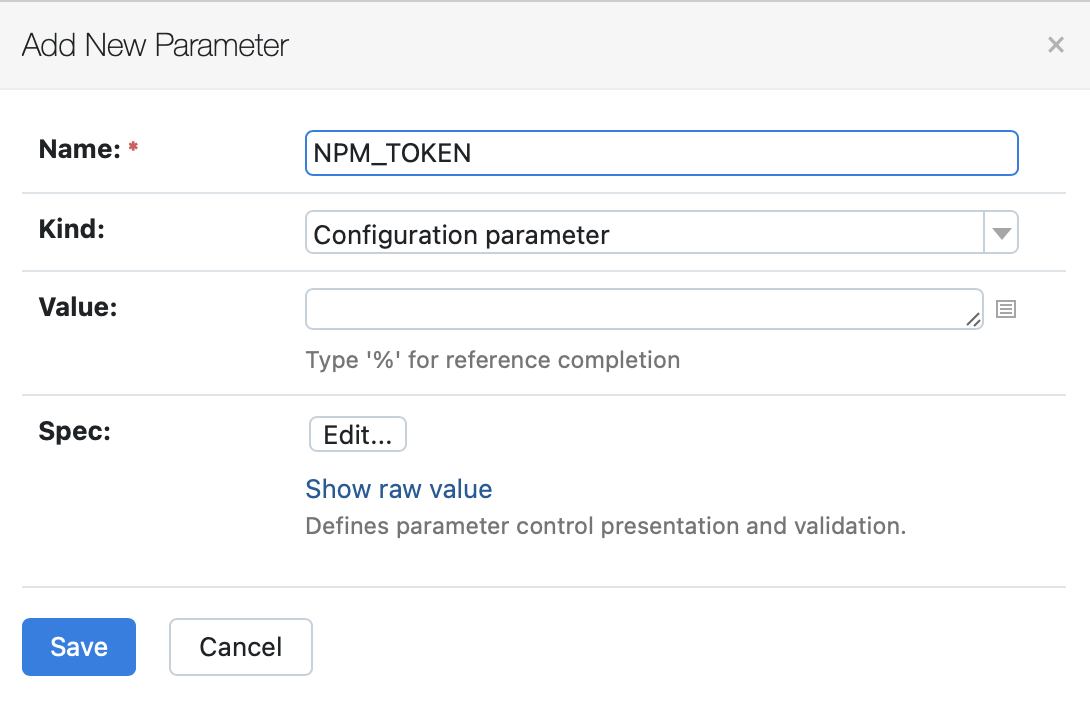 Add New Parameter ×
Name: * NPM_TOKEN
Kind: Configuration parameter
Value:
Type '%' for reference completion
Spec: Edit...
Show raw value
Defines parameter control presentation and validation.
Save Cancel